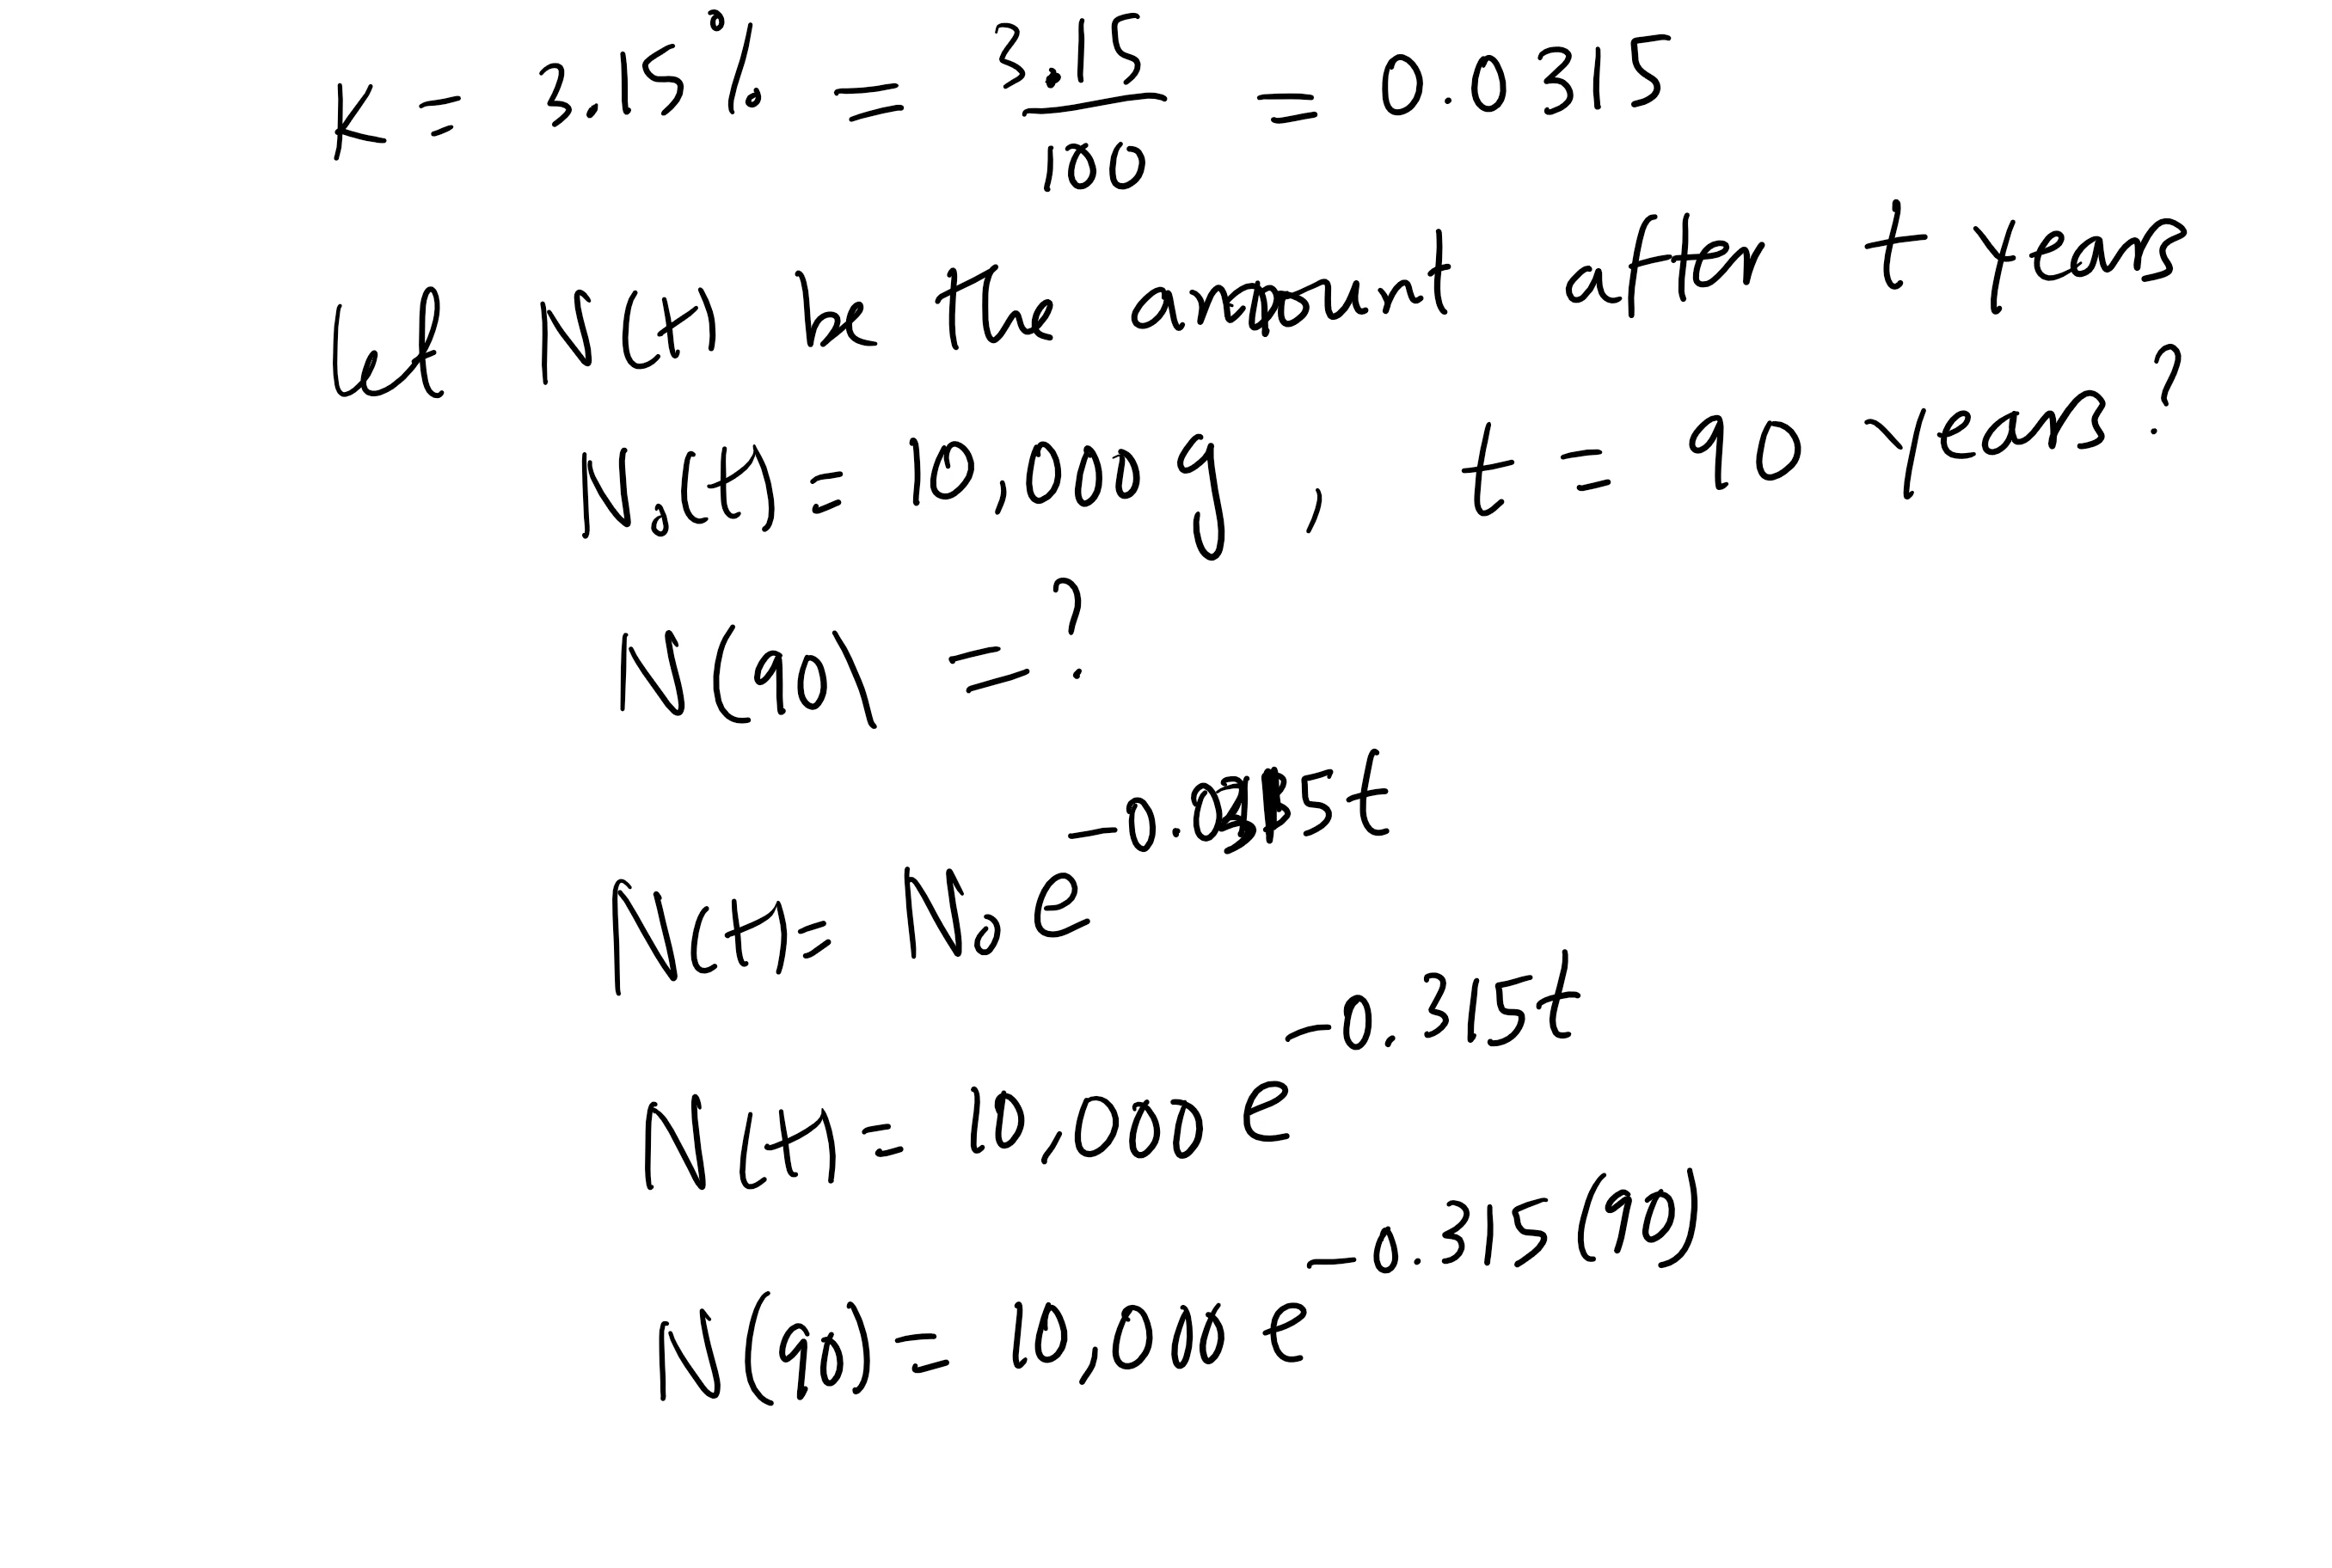 K = 3.15% = 3.15/100 = 0.0315
let N(t) be the amount after t years
N₀(t) = 10,000g , t = 90 years?
N(90) = ?
N(t) = N₀ e^-0.0315t
N(t) = 10,000 e^-0.315t
N(90) = 10,000 e^-0.315(90)